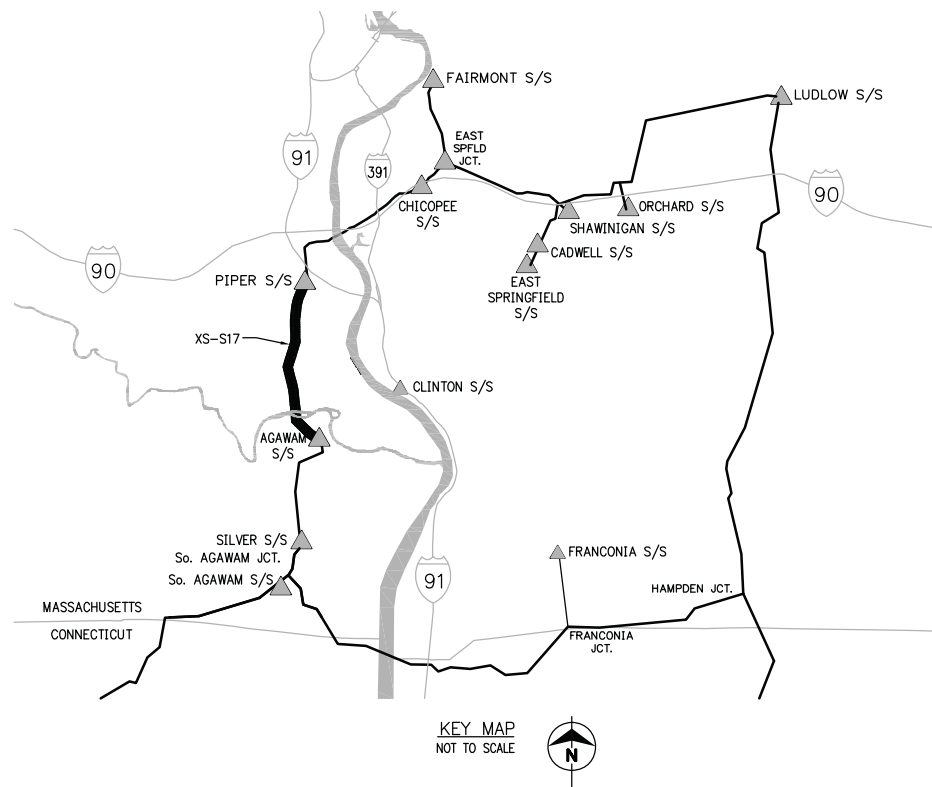 FAIRMONT S/S
LUDLOW S/S
EAST
SPFLD
JCT.
91
391
CHICOPEE
S/S
90
ORCHARD S/S
SHAWINIGAN S/S
CADWELL S/S
EAST
SPRINGFIELD
S/S
90
PIPER S/S
XS-S17
CLINTON S/S
AGAWAM
S/S
SILVER S/S
So. AGAWAM JCT.
So. AGAWAM S/S
FRANCONIA S/S
91
HAMPDEN JCT.
MASSACHUSETTS
CONNECTICUT
FRANCONIA
JCT.
KEY MAP
NOT TO SCALE
N